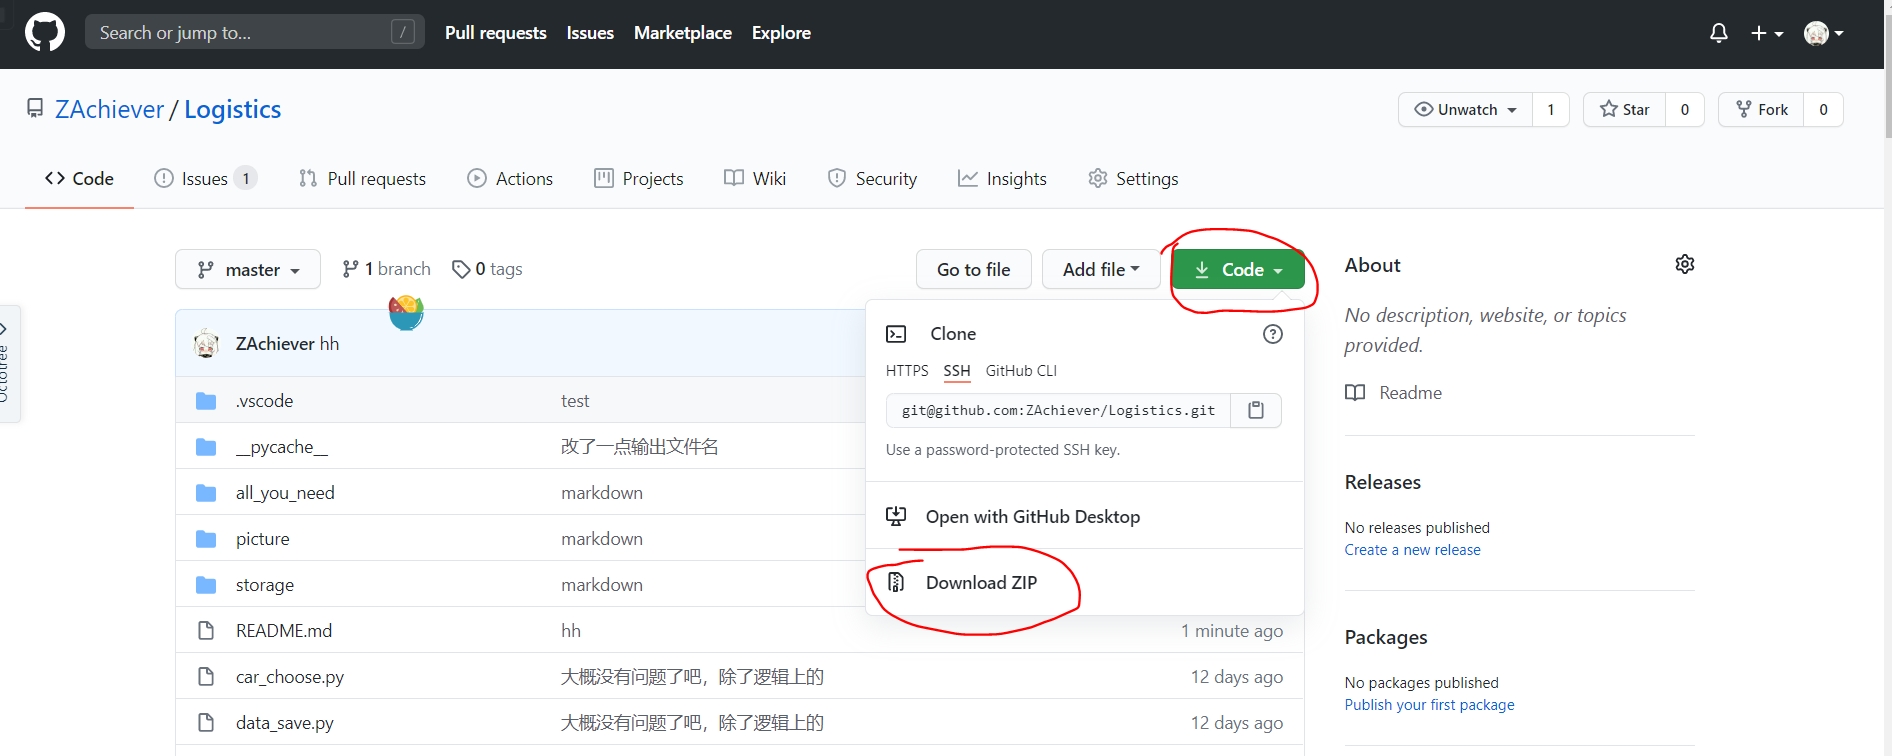 Search or jump to... /
Pull requests Issues Marketplace Explore
ZAchiever / Logistics
Unwatch 1 Star 0 Fork 0
Code Issues 1 Pull requests Actions Projects Wiki Security Insights Settings
master 1 branch 0 tags
Go to file Add file Code
ZAchiever hh
.vscode test
__pycache__ 改了一点输出文件名
all_you_need markdown
picture markdown
storage markdown
README.md hh 1 minute ago
car_choose.py 大概没有问题了吧，除了逻辑上的 12 days ago
data_save.py 大概没有问题了吧，除了逻辑上的 12 days ago
Clone
HTTPS SSH GitHub CLI
git@github.com:ZAchiever/Logistics.git
Use a password-protected SSH key.
Open with GitHub Desktop
Download ZIP
About
No description, website, or topics
provided.
Readme
Releases
No releases published
Create a new release
Packages
No packages published
Publish your first package
Octotree